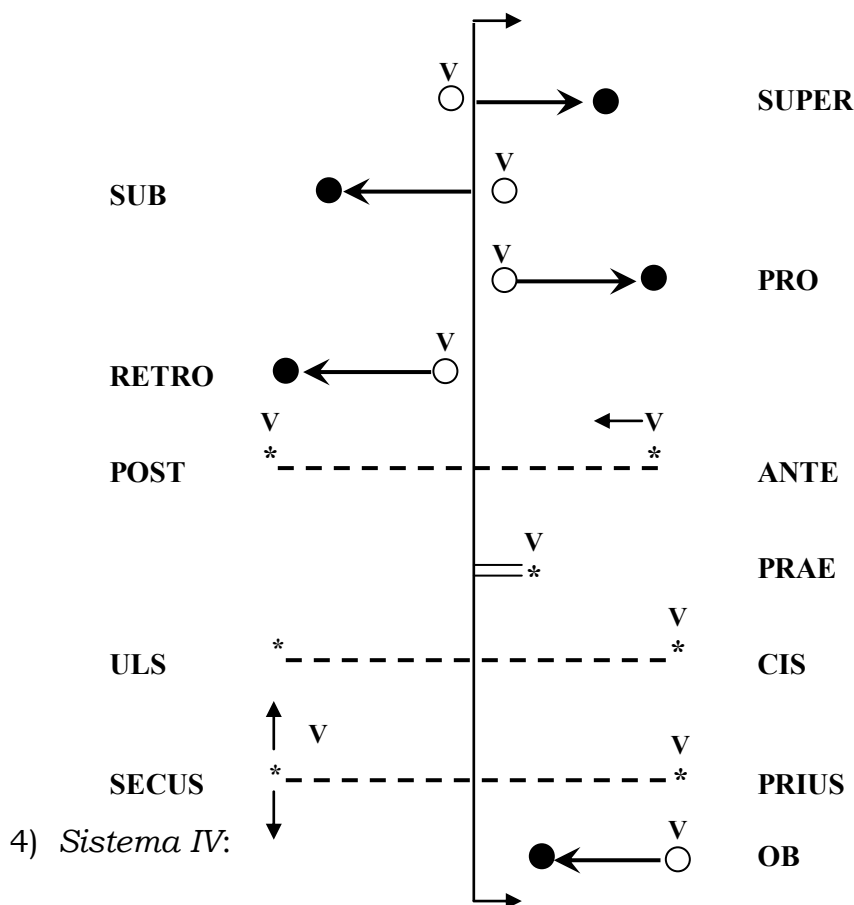 V
SUPER
V
SUB
V
PRO
V
RETRO
V V
* *
POST ANTE
V
*
PRAE
V
* *
ULS CIS
V V
* *
SECUS PRIUS
V
4) Sistema IV: OB